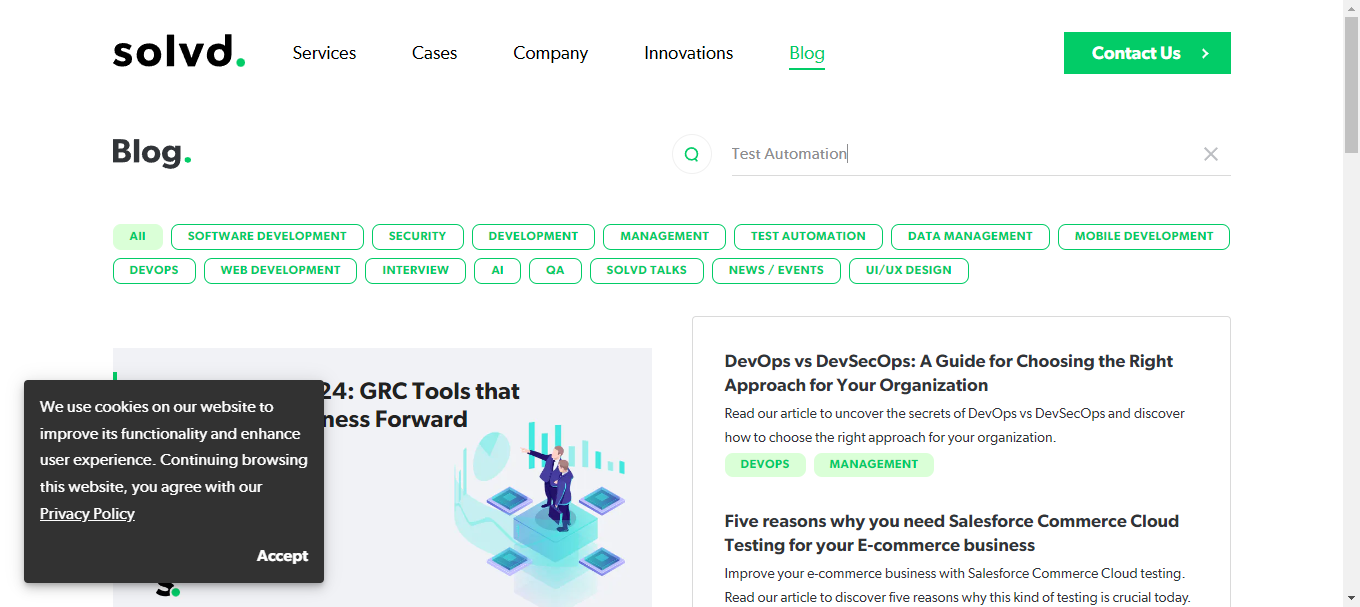 solvd.
Services
Cases
Company
Innovations
Blog
Contact Us
Blog.
Test Automation
All
SOFTWARE DEVELOPMENT
SECURITY
DEVELOPMENT
MANAGEMENT
TEST AUTOMATION
DATA MANAGEMENT
MOBILE DEVELOPMENT
DEVOPS
WEB DEVELOPMENT
INTERVIEW
AI
QA
SOLVD TALKS
NEWS / EVENTS
UI/UX DESIGN
24: GRC Tools that
ness Forward
s.
We use cookies on our website to
improve its functionality and enhance
user experience. Continuing browsing
this website, you agree with our
Privacy Policy
Accept
DevOps vs DevSecOps: A Guide for Choosing the Right
Approach for Your Organization
Read our article to uncover the secrets of DevOps vs DevSecOps and discover
how to choose the right approach for your organization.
DEVOPS
MANAGEMENT
Five reasons why you need Salesforce Commerce Cloud
Testing for your E-commerce business
Improve your e-commerce business with Salesforce Commerce Cloud testing.
Read our article to discover five reasons why this kind of testing is crucial today.